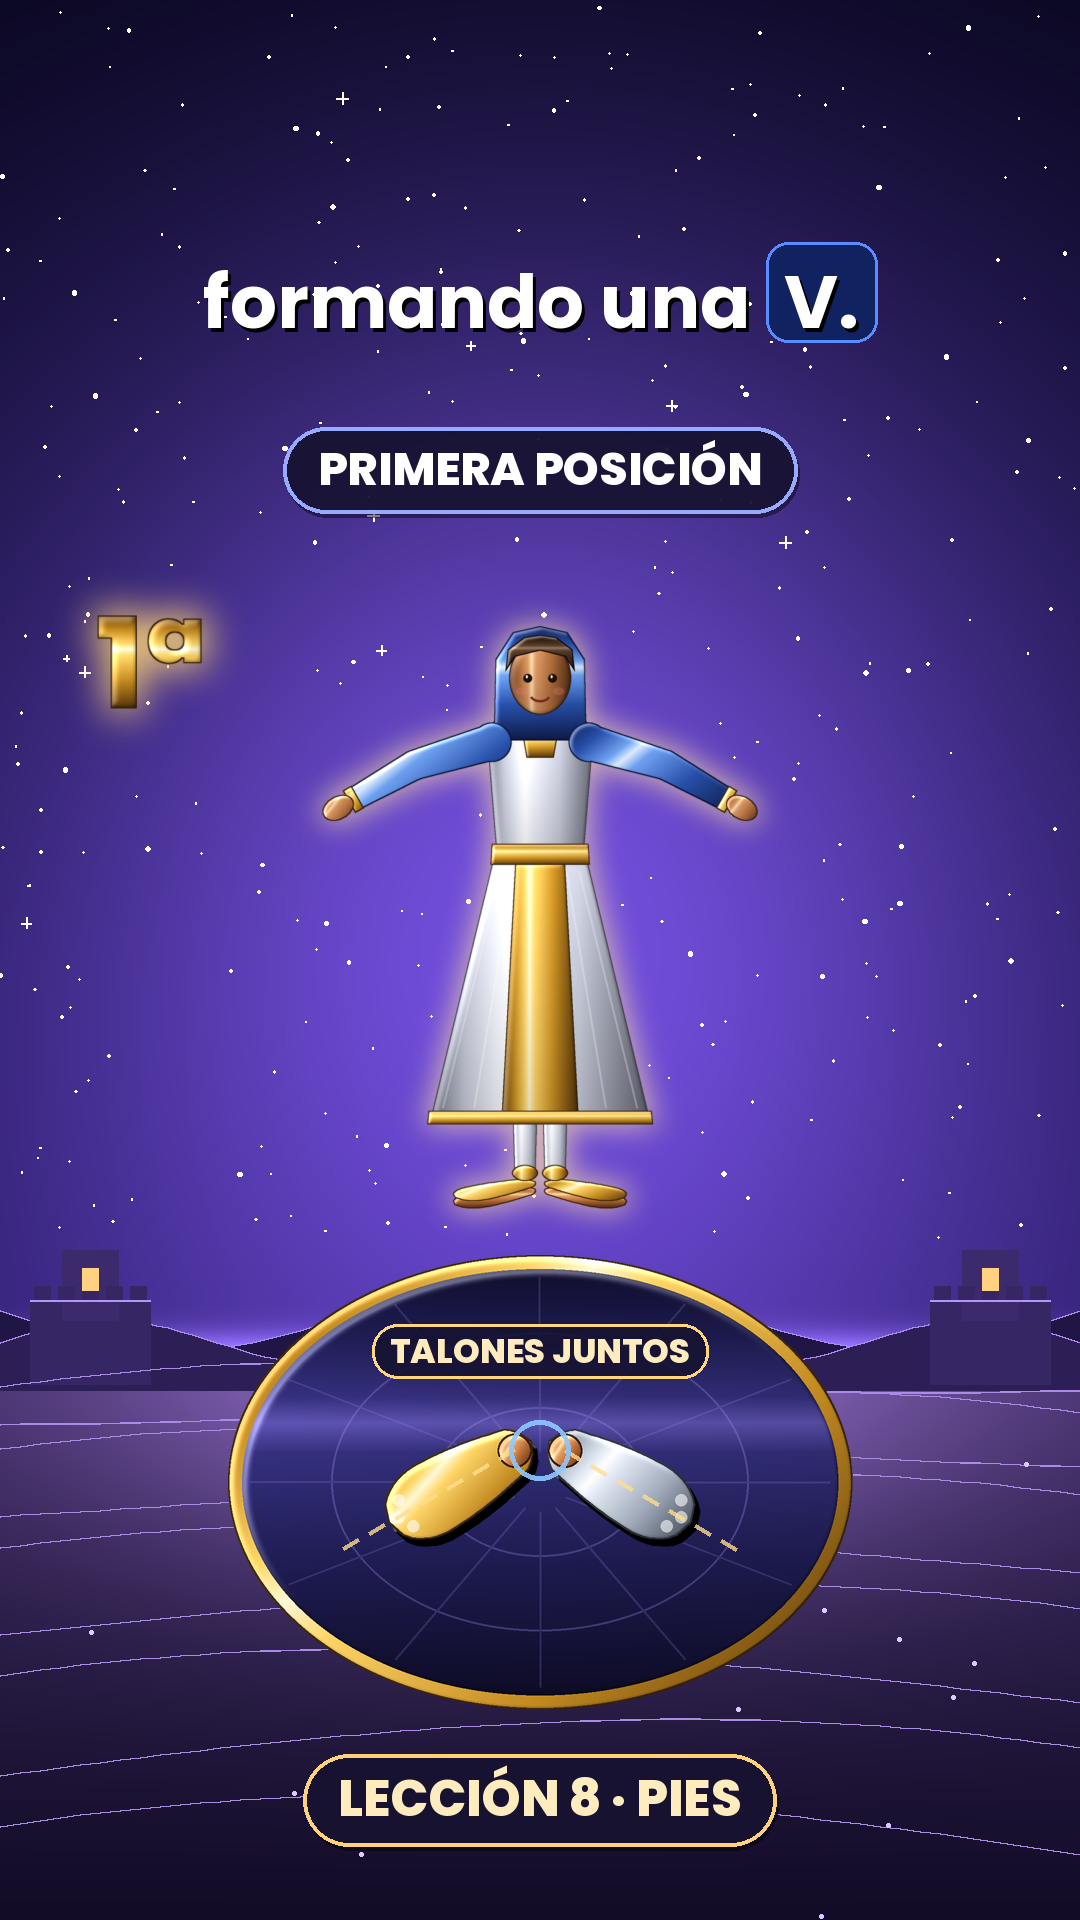 formando una V.
PRIMERA POSICIÓN
1ª
TALONES JUNTOS
LECCIÓN 8 · PIES